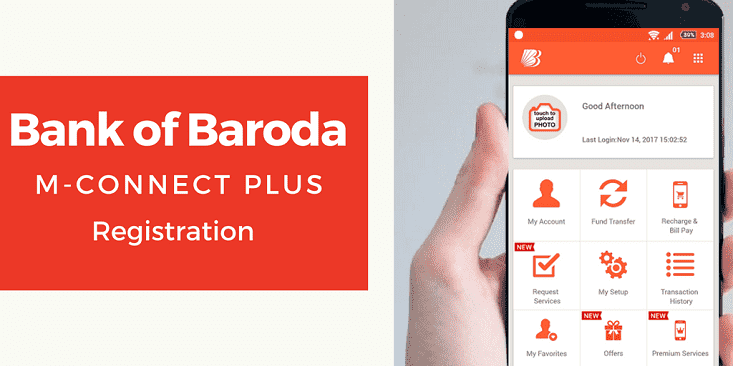 Bank of Baroda
M-CONNECT PLUS
Registration
89%
3:08
01
touch to
upload
PHOTO
Good Afternoon
Last Login:Nov 14, 2017 15:02:52
My Account
Fund Transfer
Recharge &
Bill Pay
NEW
Request
Services
My Setup
Transaction
History
My Favorites
NEW
Offers
NEW
Premium Services